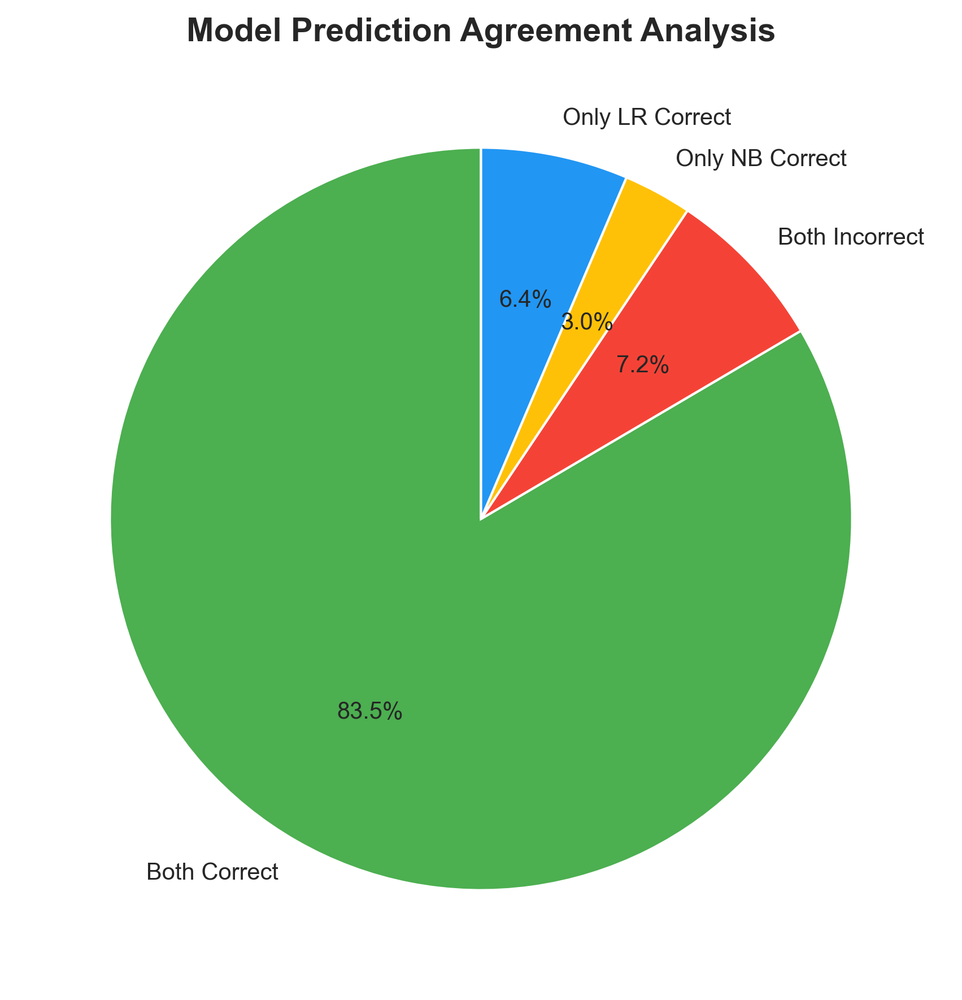 Model Prediction Agreement Analysis
Only LR Correct
Only NB Correct
Both Incorrect
6.4%
3.0%
7.2%
83.5%
Both Correct